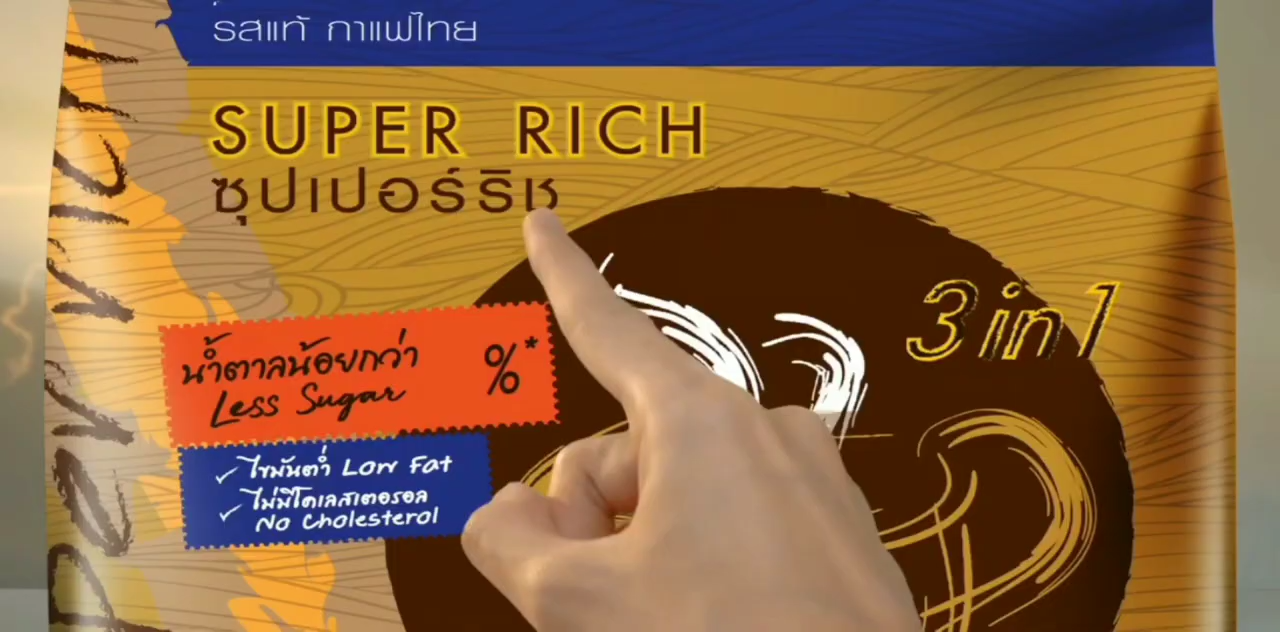 รสแท้ กาแฟไทย
SUPER RICH
ซุปเปอร์ริช
3 in 1
น้ำตาลน้อยกว่า
Less Sugar
%*
✓ ไขมันต่ำ Low Fat
✓ ไม่มีโคเลสเตอรอล
No Cholesterol